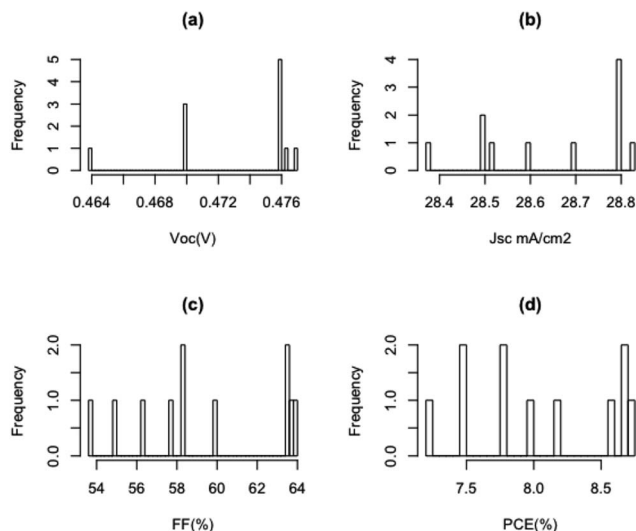 (a)
Frequency
0 1 2 3 4 5
0.464 0.468 0.472 0.476
Voc(V)
(b)
Frequency
0 1 2 3 4
28.4 28.5 28.6 28.7 28.8
Jsc mA/cm2
(c)
Frequency
0.0 1.0 2.0
54 56 58 60 62 64
FF(%)
(d)
Frequency
0.0 1.0 2.0
7.5 8.0 8.5
PCE(%)